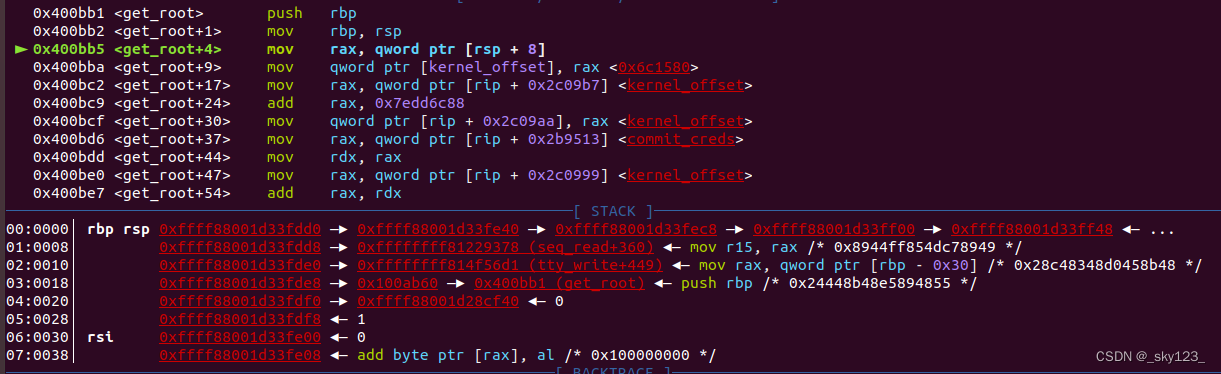 0x400bb1 <get_root> push rbp
0x400bb2 <get_root+1> mov rbp, rsp
► 0x400bb5 <get_root+4> mov rax, qword ptr [rsp + 8]
0x400bba <get_root+9> mov qword ptr [kernel_offset], rax <0x6c1580>
0x400bc2 <get_root+17> mov rax, qword ptr [rip + 0x2c09b7] <kernel_offset>
0x400bc9 <get_root+24> add rax, 0x7edd6c88
0x400bcf <get_root+30> mov qword ptr [rip + 0x2c09aa], rax <kernel_offset>
0x400bd6 <get_root+37> mov rax, qword ptr [rip + 0x2b9513] <commit_creds>
0x400bdd <get_root+44> mov rdx, rax
0x400be0 <get_root+47> mov rax, qword ptr [rip + 0x2c0999] <kernel_offset>
0x400be7 <get_root+54> add rax, rdx
[ STACK ]
00:0000│ rbp rsp 0xffff88001d33fdd0 —▸ 0xffff88001d33fe40 —▸ 0xffff88001d33fec8 —▸ 0xffff88001d33ff00 —▸ 0xffff88001d33ff48 ◂— ...
01:0008│ 0xffff88001d33fdd8 —▸ 0xffffffff81229378 (seq_read+360) ◂— mov r15, rax /* 0x8944ff854dc78949 */
02:0010│ 0xffff88001d33fde0 —▸ 0xffffffff814f56d1 (tty_write+449) ◂— mov rax, qword ptr [rbp - 0x30] /* 0x28c48348d0458b48 */
03:0018│ 0xffff88001d33fde8 —▸ 0x100ab60 —▸ 0x400bb1 (get_root) ◂— push rbp /* 0x24448b48e5894855 */
04:0020│ 0xffff88001d33fdf0 —▸ 0xffff88001d28cf40 ◂— 0
05:0028│ 0xffff88001d33fdf8 ◂— 1
06:0030│ rsi 0xffff88001d33fe00 ◂— 0
07:0038│ 0xffff88001d33fe08 ◂— add byte ptr [rax], al /* 0x100000000 */
CSDN @_sky123_
[ BACKTRACE ]